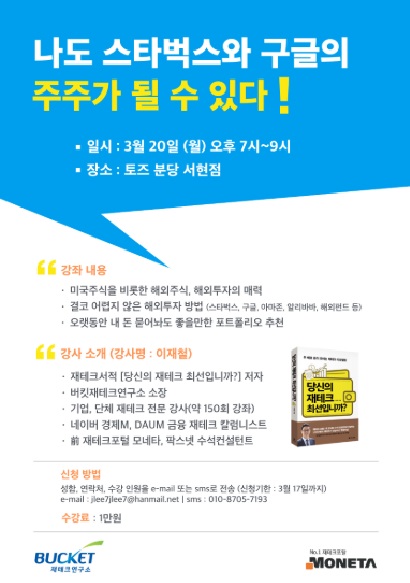 나도 스타벅스와 구글의
주주가 될 수 있다!
▪ 일시 : 3월 20일 (월) 오후 7시~9시
▪ 장소 : 토즈 분당 서현점
강좌 내용
· 미국주식을 비롯한 해외주식, 해외투자의 매력
· 결코 어렵지 않은 해외투자 방법 (스타벅스, 구글, 아마존, 알리바바, 해외펀드 등)
· 오랫동안 내 돈 묻어놔도 좋을만한 포트폴리오 추천
강사 소개 (강사명 : 이재철)
· 재테크서적 [당신의 재테크 최선입니까?] 저자
· 버킷재테크연구소 소장
· 기업, 단체 재테크 전문 강사(약 150회 강좌)
· 네이버 경제M, DAUM 금융 재테크 칼럼니스트
· 前 재테크포털 모네타, 팍스넷 수석컨설턴트
당신의
재테크
최선입니까?
신청 방법
성함, 연락처, 수강 인원을 e-mail 또는 sms로 전송 (신청기한 : 3월 17일까지)
e-mail : jlee7jlee7@hanmail.net | sms : 010-8705-7193
수강료 : 1만원
BUCKET
재테크연구소
No.1 재테크포털
MONETA